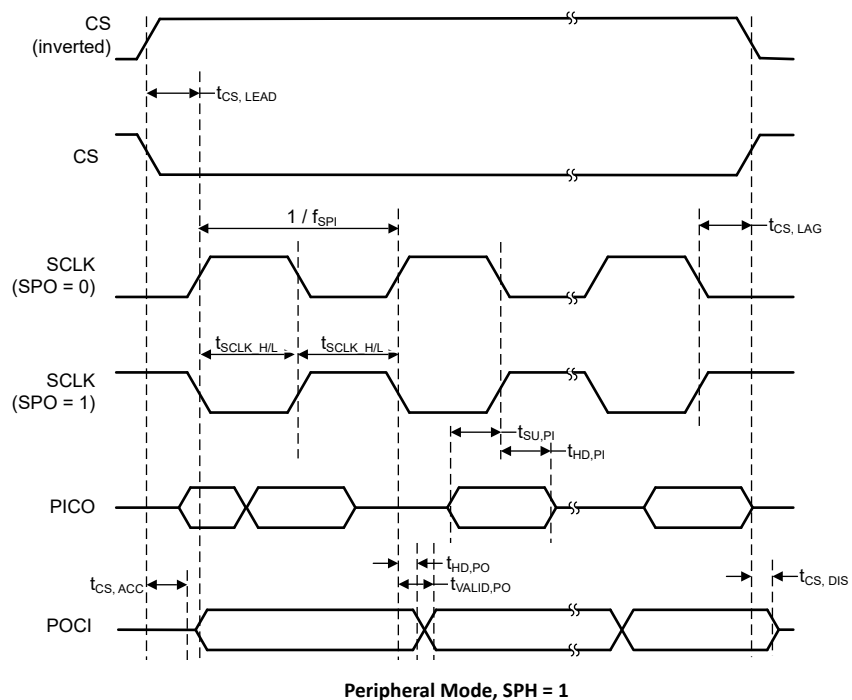 CS
(inverted)
tCS, LEAD
CS
1 / fSPI
tCS, LAG
SCLK
(SPO = 0)
tSCLK_H/L
tSCLK_H/L
SCLK
(SPO = 1)
tSU,PI
tHD,PI
PICO
tHD,PO
tCS, ACC
tVALID,PO
tCS, DIS
POCI
Peripheral Mode, SPH = 1